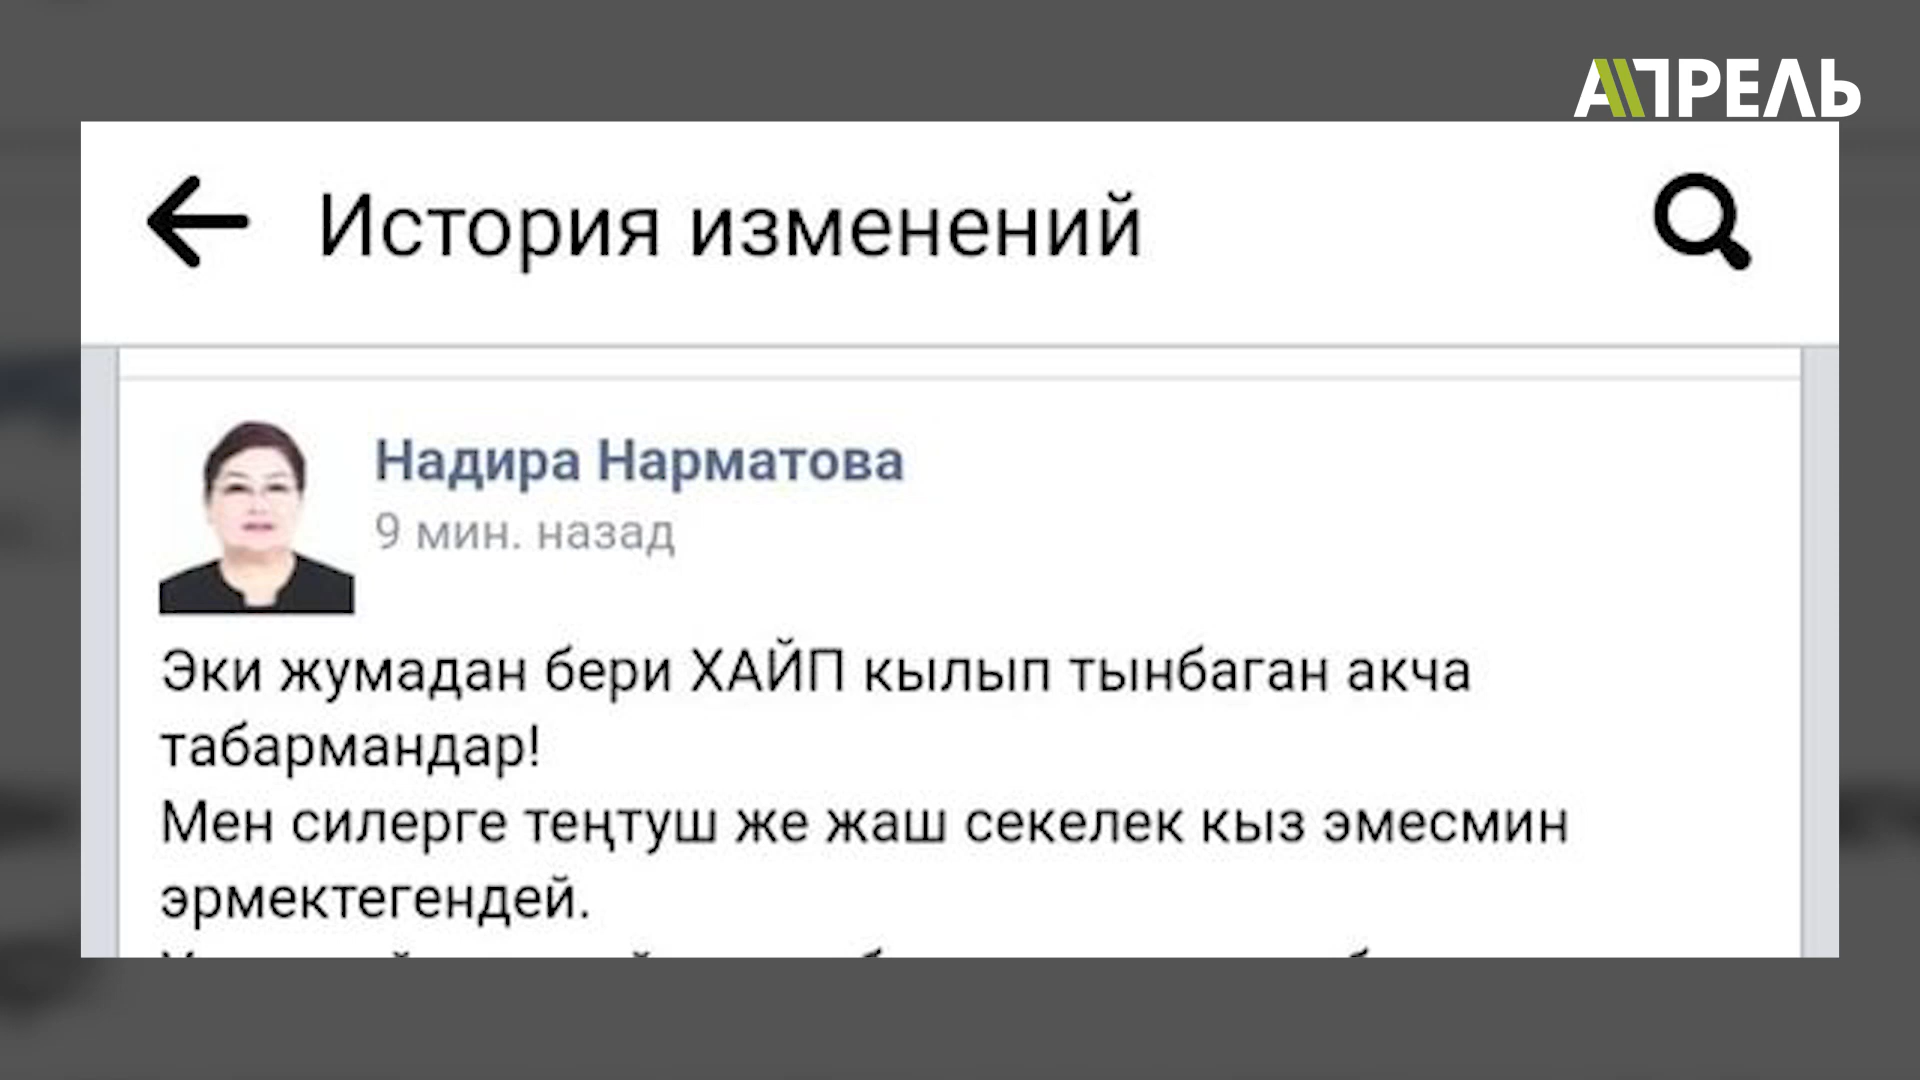 АПРЕЛЬ
История изменений
Надира Нарматова
9 мин. назад
Эки жумадан бери ХАЙП кылып тынбаган акча
табармандар!
Мен силерге теңтуш же жаш секелек кыз эмесмин
эрмектегендей.